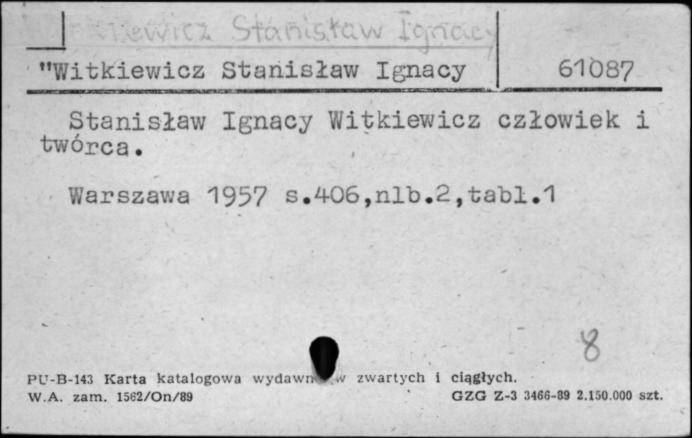 Witkiewicz Stanisław Ignacy
"Witkiewicz Stanisław Ignacy 61087
Stanisław Ignacy Witkiewicz człowiek i
twórca.
Warszawa 1957 s.406,nlb.2,tabl.1
8
PU-B-143 Karta katalogowa wydawn w zwartych i ciągłych.
W.A. zam. 1562/On/89 GZG Z-3 3466-89 2.150.000 szt.